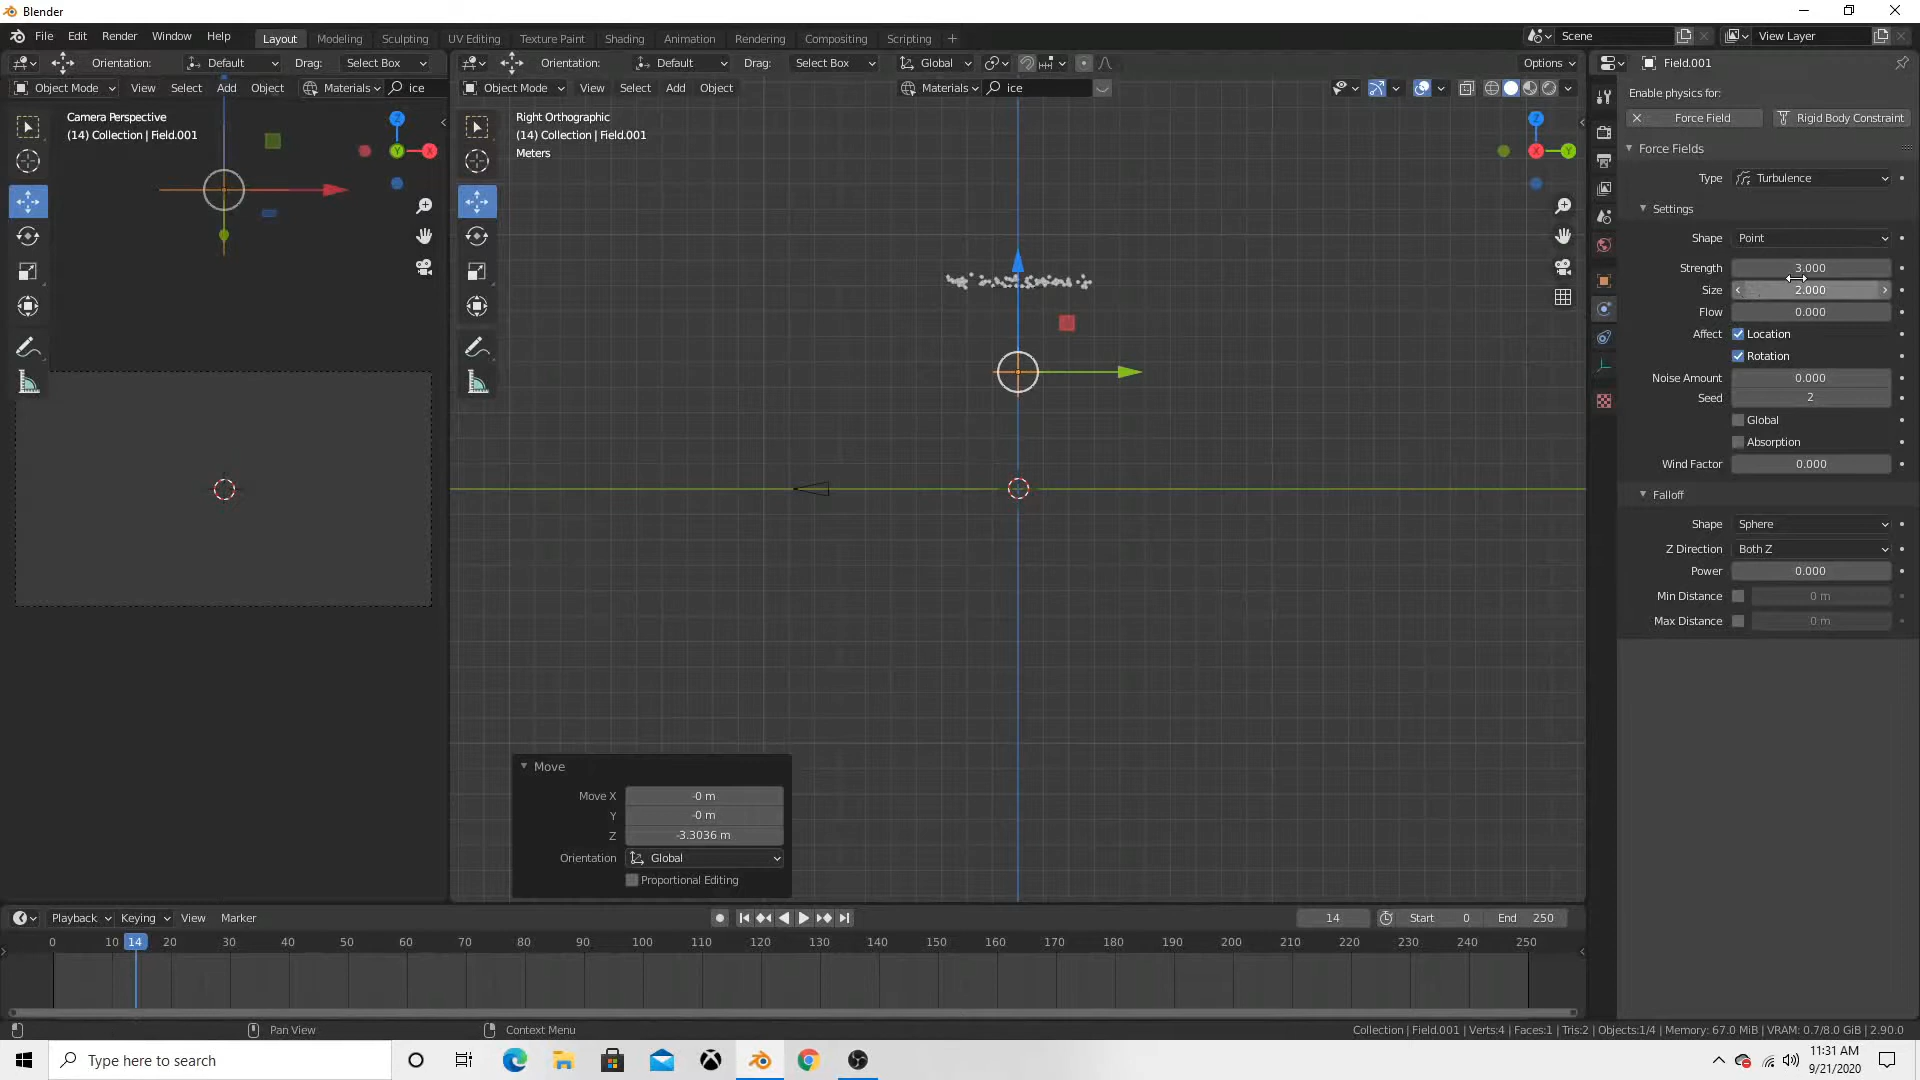 Blender
File Edit Render Window Help
Layout Modeling Sculpting UV Editing Texture Paint Shading Animation Rendering Compositing Scripting
Scene
View Layer
Orientation: Default Drag: Select Box
Object Mode View Select Add Object Materials ice
Camera Perspective
(14) Collection | Field.001
Z
Y
X
Orientation: Default Drag: Select Box Global Options
Object Mode View Select Add Object Materials ice
Right Orthographic
(14) Collection | Field.001
Meters
Z
X
Y
Move
Move X -0 m
Y -0 m
Z -3.3036 m
Orientation Global
Proportional Editing
Field.001
Enable physics for:
Force Field Rigid Body Constraint
Force Fields
Type Turbulence
Settings
Shape Point
Strength 3.000
Size 2.000
Flow 0.000
Affect Location
Rotation
Noise Amount 0.000
Seed 2
Global
Absorption
Wind Factor 0.000
Falloff
Shape Sphere
Z Direction Both Z
Power 0.000
Min Distance 0 m
Max Distance 0 m
Playback Keying View Marker
14 Start 0 End 250
0 10 14 20 30 40 50 60 70 80 90 100 110 120 130 140 150 160 170 180 190 200 210 220 230 240 250
Pan View
Context Menu
Collection | Field.001 | Verts:4 | Faces:1 | Tris:2 | Objects:1/4 | Memory: 67.0 MiB | VRAM: 0.7/8.0 GiB | 2.90.0
Type here to search
11:31 AM
9/21/2020